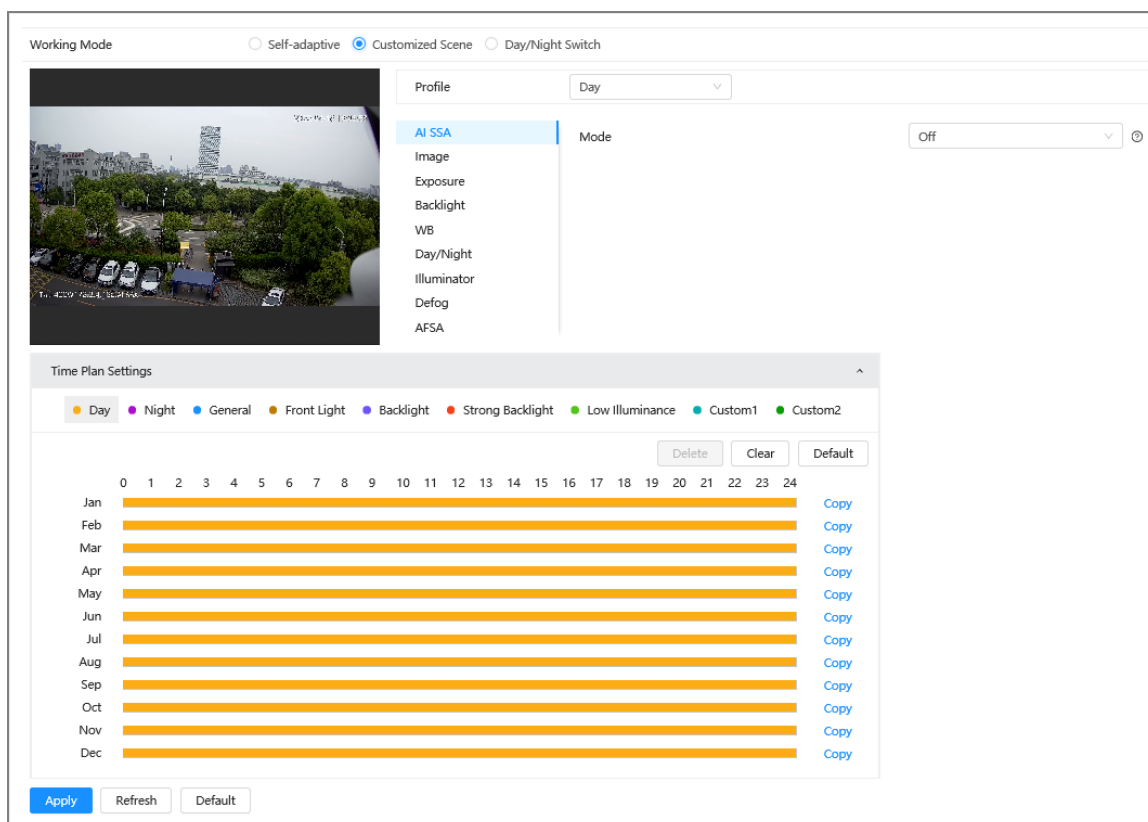 Working Mode Self-adaptive Customized Scene Day/Night Switch
Profile Day
AI SSA Mode Off
Image
Exposure
Backlight
WB
Day/Night
Illuminator
Defog
AFSA
Time Plan Settings
Day Night General Front Light Backlight Strong Backlight Low Illuminance Custom1 Custom2
Delete Clear Default
0 1 2 3 4 5 6 7 8 9 10 11 12 13 14 15 16 17 18 19 20 21 22 23 24
Jan Copy
Feb Copy
Mar Copy
Apr Copy
May Copy
Jun Copy
Jul Copy
Aug Copy
Sep Copy
Oct Copy
Nov Copy
Dec Copy
Apply Refresh Default